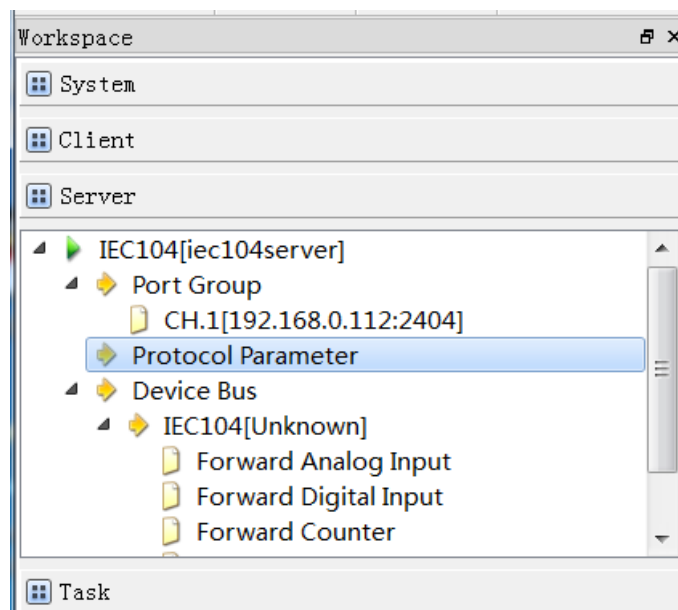 Workspace
System
Client
Server
IEC104[iec104server]
Port Group
CH.1[192.168.0.112:2404]
Protocol Parameter
Device Bus
IEC104[Unknown]
Forward Analog Input
Forward Digital Input
Forward Counter
Task